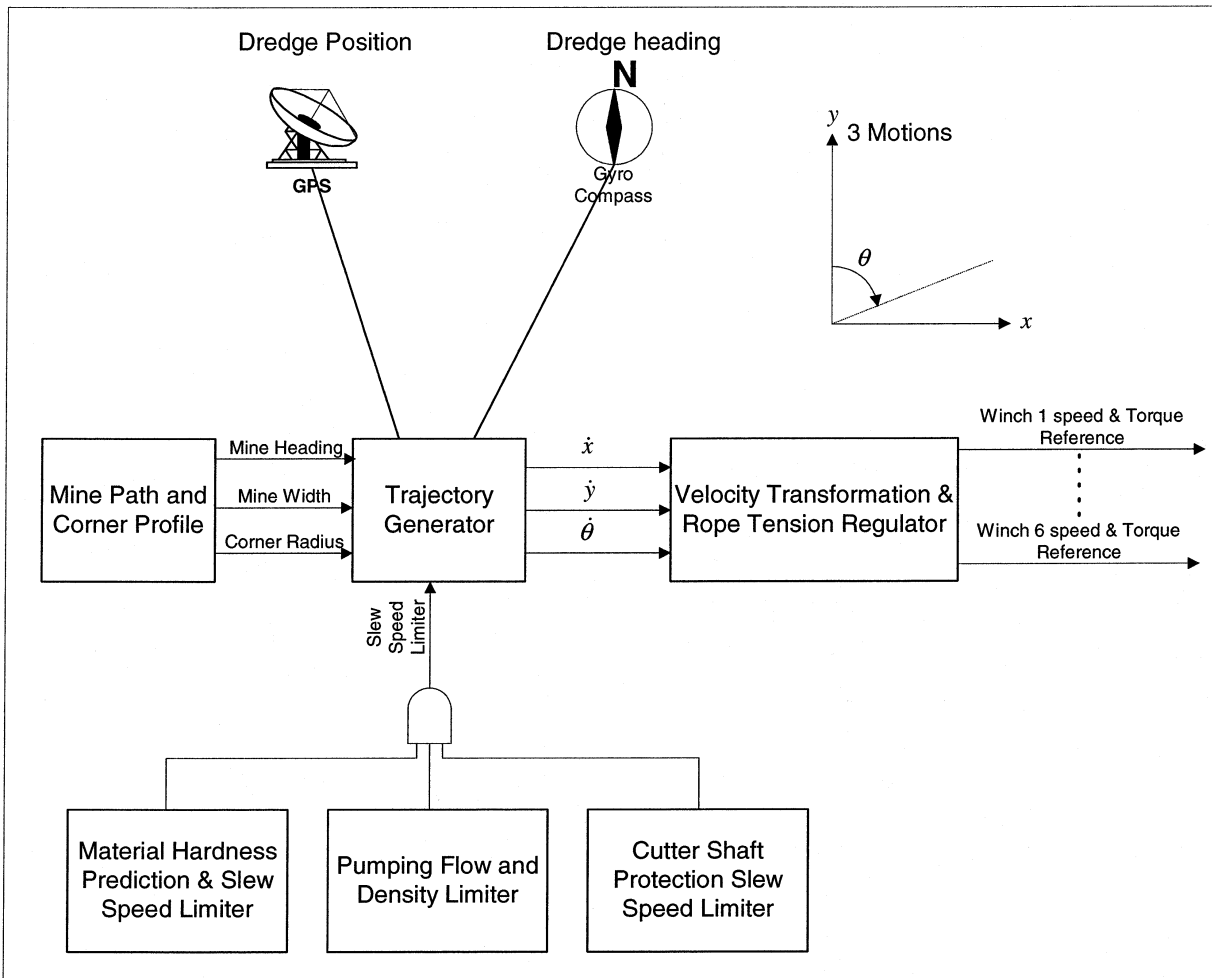 Dredge Position
Dredge heading
N
GPS
Gyro
Compass
y
3 Motions
θ
x
Mine Path and
Corner Profile
Mine Heading
Mine Width
Corner Radius
Trajectory
Generator
ẋ
ẏ
θ̇
Velocity Transformation &
Rope Tension Regulator
Winch 1 speed & Torque
Reference
Winch 6 speed & Torque
Reference
Slew
Speed
Limiter
Material Hardness
Prediction & Slew
Speed Limiter
Pumping Flow and
Density Limiter
Cutter Shaft
Protection Slew
Speed Limiter